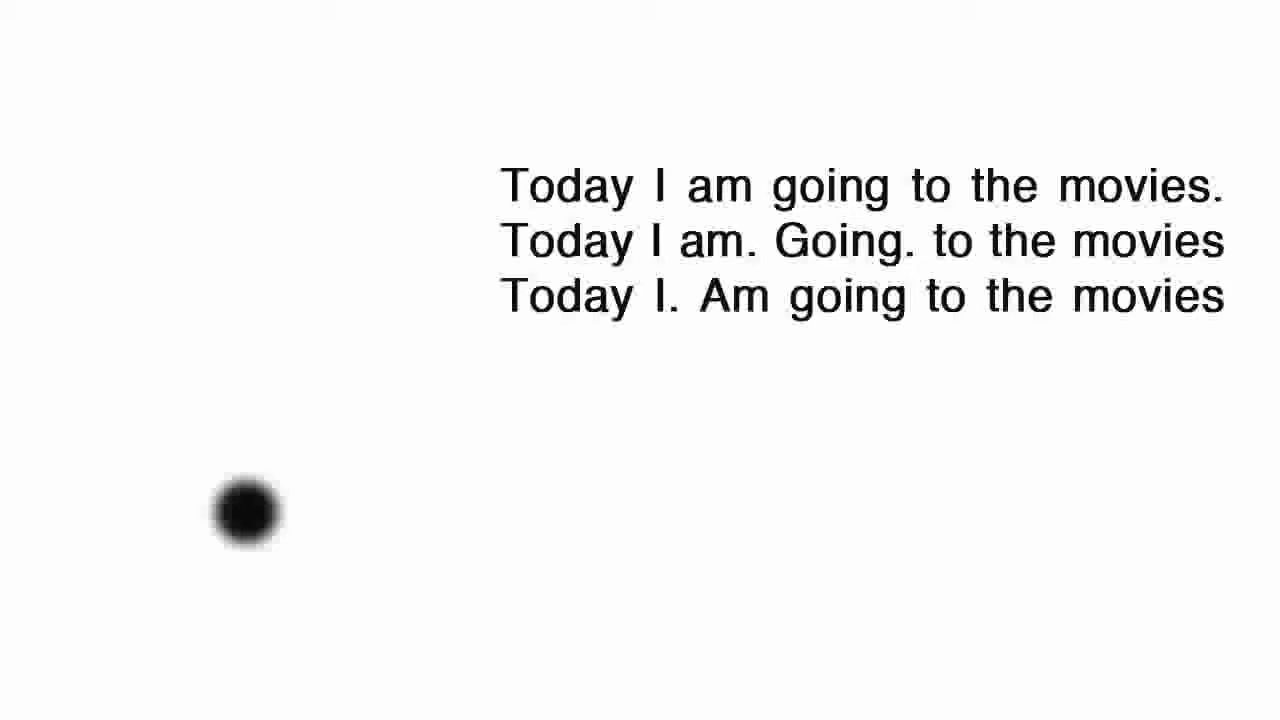 Today I am going to the movies.
Today I am. Going. to the movies
Today I. Am going to the movies